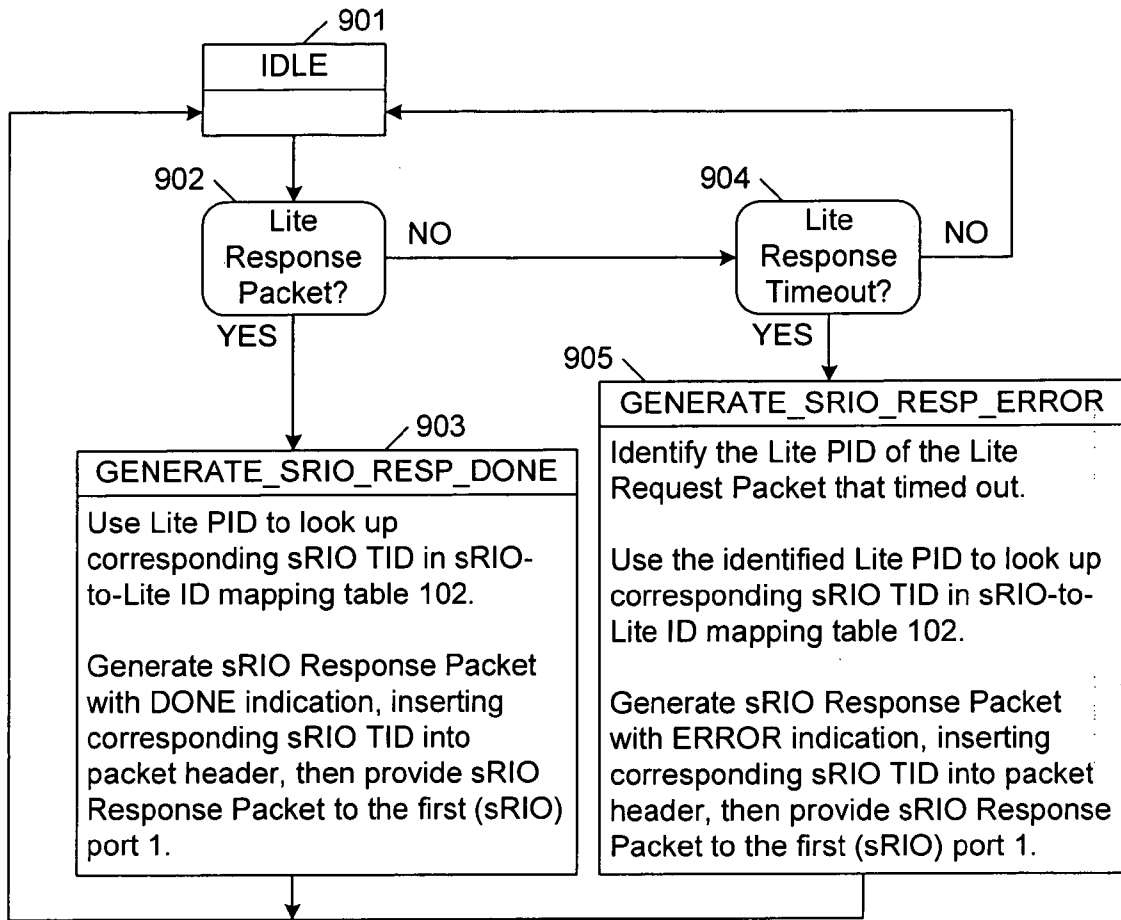 901
IDLE
902
Lite
Response
Packet?
NO
YES
904
Lite
Response
Timeout?
NO
YES
903
GENERATE_SRIO_RESP_DONE
Use Lite PID to look up
corresponding sRIO TID in sRIO-
to-Lite ID mapping table 102.
Generate sRIO Response Packet
with DONE indication, inserting
corresponding sRIO TID into
packet header, then provide sRIO
Response Packet to the first (sRIO)
port 1.
905
GENERATE_SRIO_RESP_ERROR
Identify the Lite PID of the Lite
Request Packet that timed out.
Use the identified Lite PID to look up
corresponding sRIO TID in sRIO-to-
Lite ID mapping table 102.
Generate sRIO Response Packet
with ERROR indication, inserting
corresponding sRIO TID into packet
header, then provide sRIO Response
Packet to the first (sRIO) port 1.